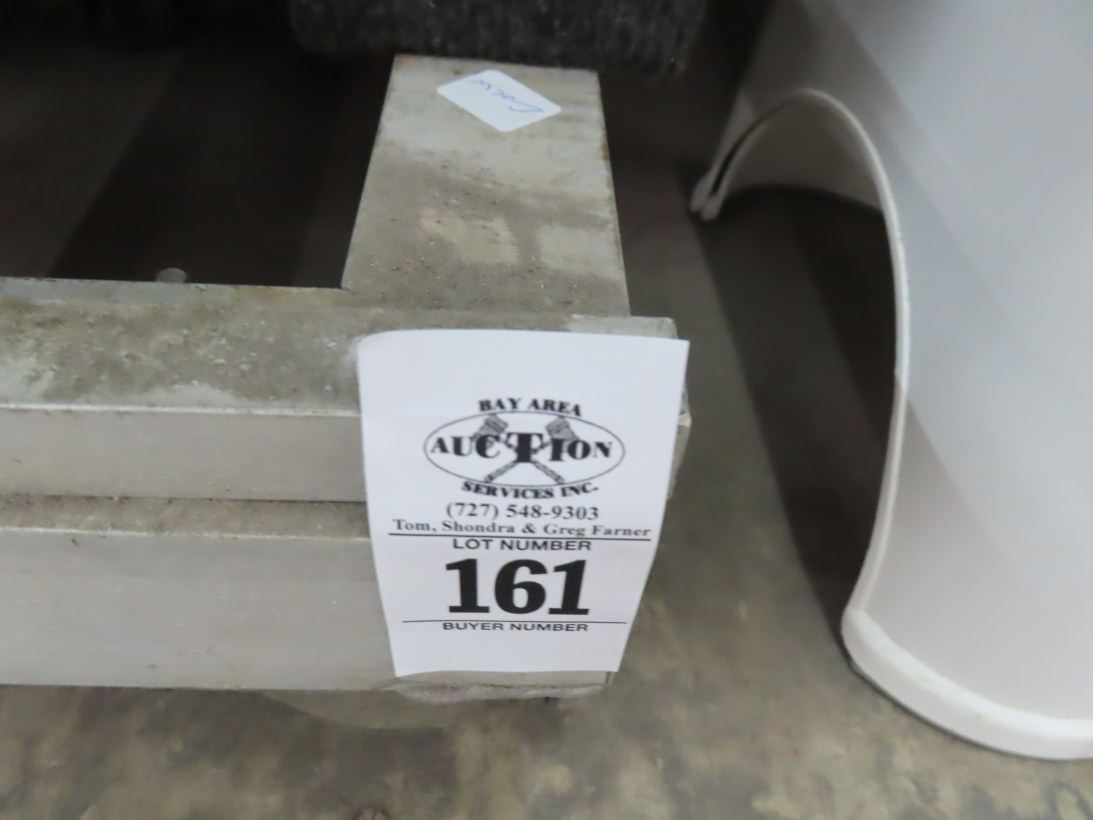 BAY AREA
AUCTION
SERVICES INC.
(727) 548-9303
Tom, Shondra & Greg Farner
LOT NUMBER
161
BUYER NUMBER